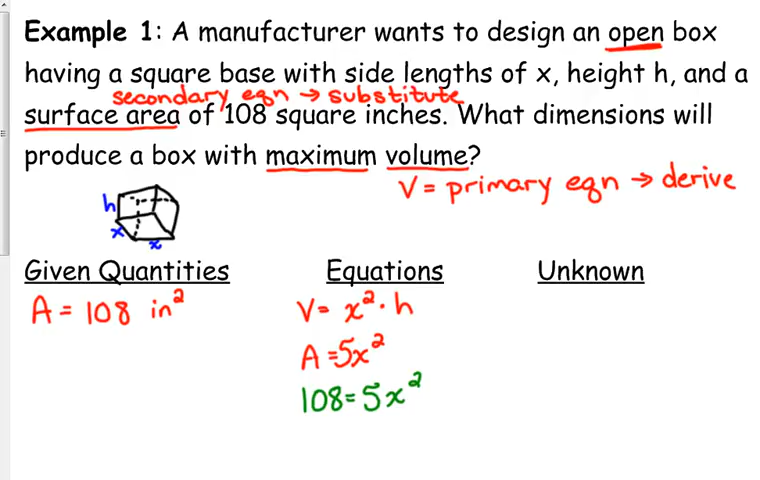 Example 1: A manufacturer wants to design an open box
having a square base with side lengths of x, height h, and a
secondary eqn → substitute
surface area of 108 square inches. What dimensions will
produce a box with maximum volume?
V = primary eqn → derive
h
x
x
Given Quantities Equations Unknown
A = 108 in² V = x² · h
A = 5x²
108 = 5x²